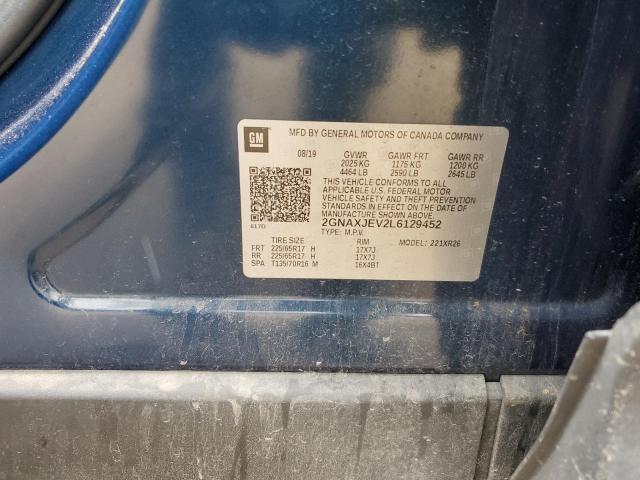 GM MFD BY GENERAL MOTORS OF CANADA COMPANY
08/19 GVWR GAWR FRT GAWR RR
2025 KG 1175 KG 1200 KG
4464 LB 2590 LB 2645 LB
THIS VEHICLE CONFORMS TO ALL
APPLICABLE U.S. FEDERAL MOTOR
VEHICLE SAFETY AND THEFT PREVENTION
STANDARDS IN EFFECT ON THE DATE OF
MANUFACTURE SHOWN ABOVE.
2GNAXJEV2L6129452
TYPE: M.P.V. MODEL: 221XR26
TIRE SIZE RIM
FRT 225/65R17 H 17X7J
RR 225/65R17 H 17X7J
SPA T135/70R16 M 16X4BT